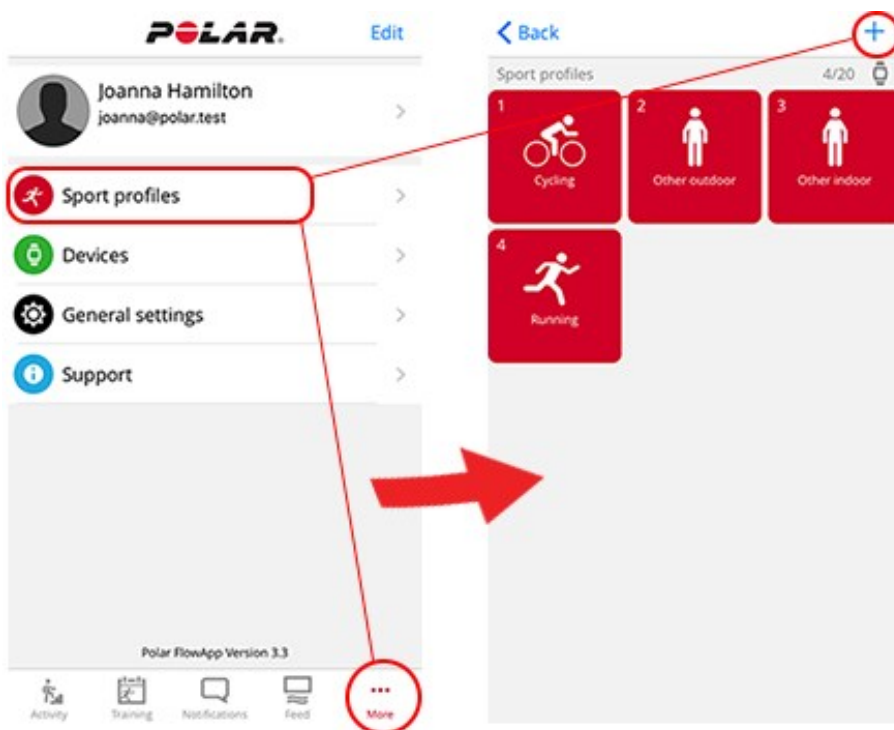 POLAR.
Edit
Joanna Hamilton
joanna@polar.test
Sport profiles
Devices
General settings
Support
Polar FlowApp Version 3.3
Activity
Training
Notifications
Feed
More
Back
+
Sport profiles
4/20
1
Cycling
2
Other outdoor
3
Other indoor
4
Running